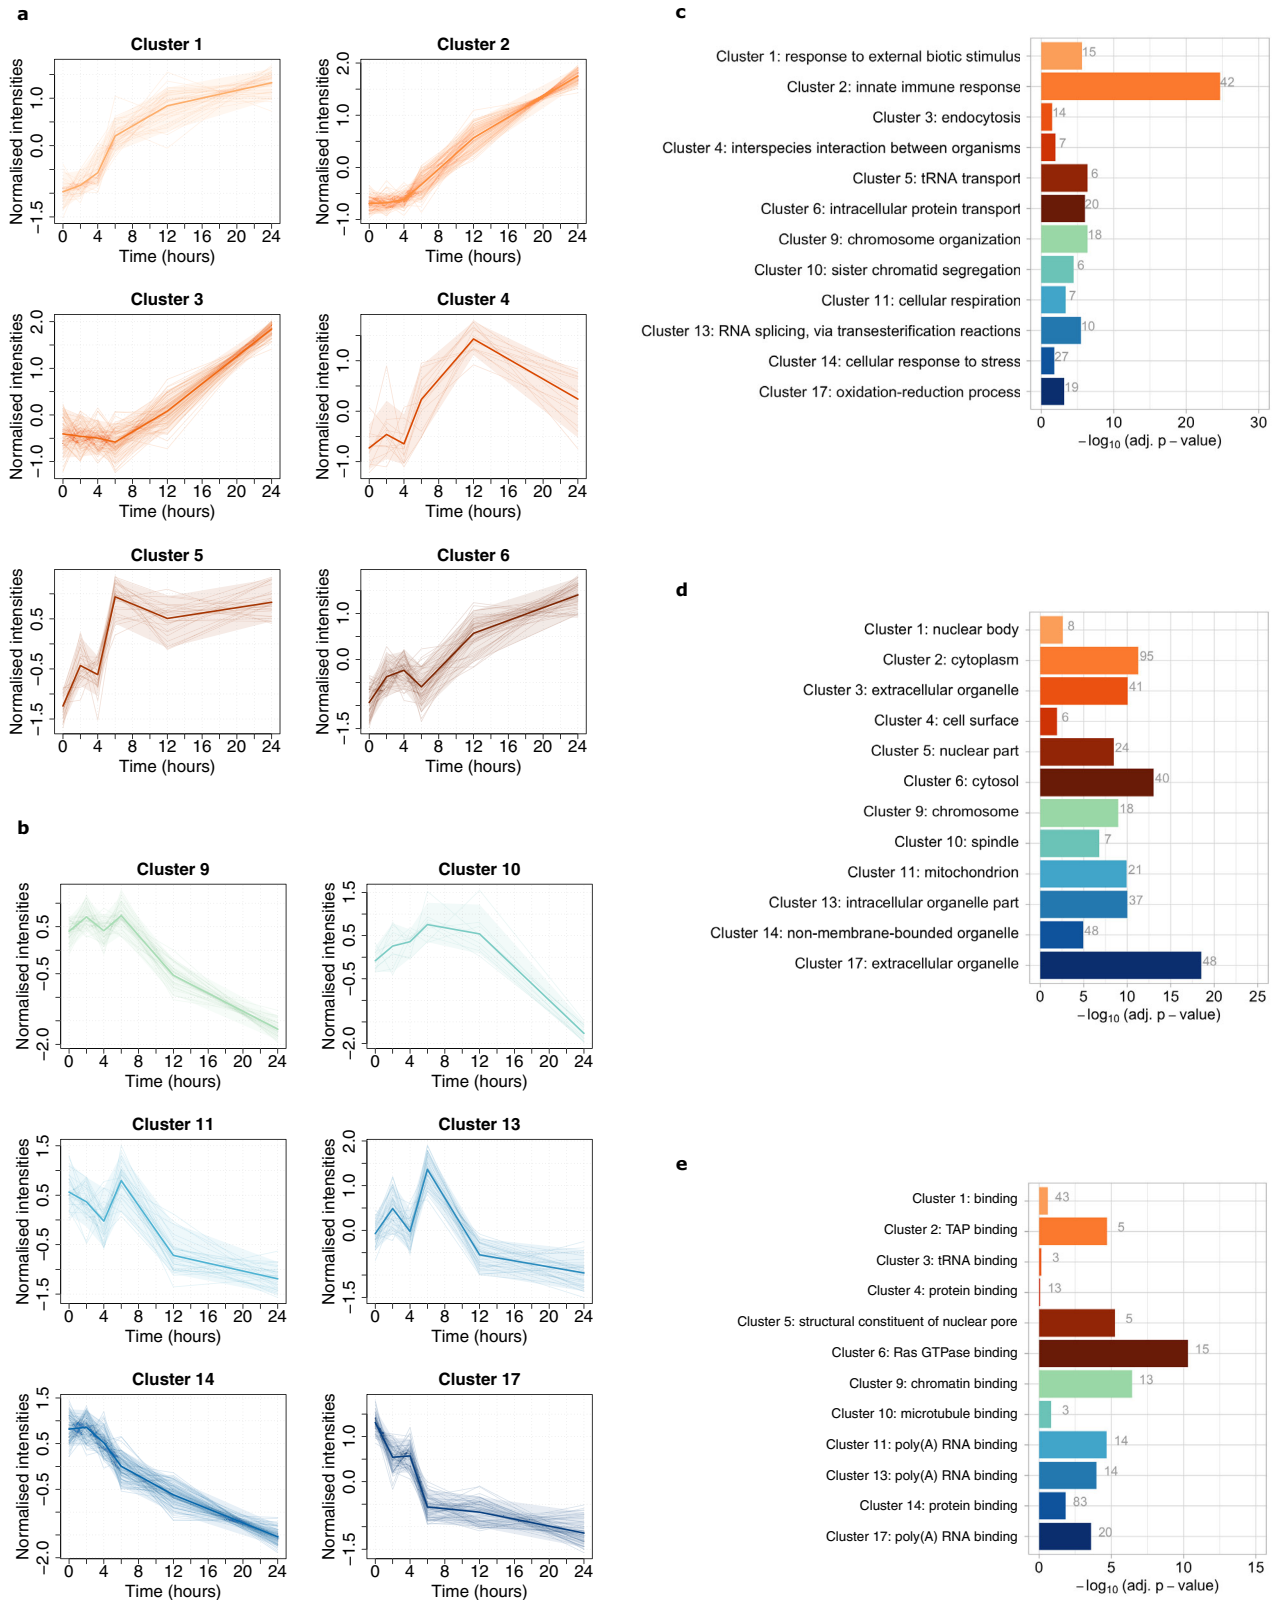 a
Cluster 1
Normalised intensities
−1.5 0.0 1.0
0 4 8 12 16 20 24
Time (hours)
Cluster 2
Normalised intensities
−1.0 0.0 1.0 2.0
0 4 8 12 16 20 24
Time (hours)
Cluster 3
Normalised intensities
−1.0 0.0 1.0 2.0
0 4 8 12 16 20 24
Time (hours)
Cluster 4
Normalised intensities
−1.0 0.0 1.0
0 4 8 12 16 20 24
Time (hours)
Cluster 5
Normalised intensities
−1.5 −0.5 0.5
0 4 8 12 16 20 24
Time (hours)
Cluster 6
Normalised intensities
−1.5 0.0 1.0
0 4 8 12 16 20 24
Time (hours)
b
Cluster 9
Normalised intensities
−2.0 −0.5 0.5
0 4 8 12 16 20 24
Time (hours)
Cluster 10
Normalised intensities
−2.0 −0.5 0.5 1.5
0 4 8 12 16 20 24
Time (hours)
Cluster 11
Normalised intensities
−1.5 −0.5 0.5 1.5
0 4 8 12 16 20 24
Time (hours)
Cluster 13
Normalised intensities
−1.5 0.0 1.0 2.0
0 4 8 12 16 20 24
Time (hours)
Cluster 14
Normalised intensities
−2.0 −0.5 0.5 1.5
0 4 8 12 16 20 24
Time (hours)
Cluster 17
Normalised intensities
−1.5 0.0 1.0
0 4 8 12 16 20 24
Time (hours)
c
Cluster 1: response to external biotic stimulus 15
Cluster 2: innate immune response 42
Cluster 3: endocytosis 14
Cluster 4: interspecies interaction between organisms 7
Cluster 5: tRNA transport 6
Cluster 6: intracellular protein transport 20
Cluster 9: chromosome organization 18
Cluster 10: sister chromatid segregation 6
Cluster 11: cellular respiration 7
Cluster 13: RNA splicing, via transesterification reactions 10
Cluster 14: cellular response to stress 27
Cluster 17: oxidation-reduction process 19
0 10 20 30
−log10 (adj. p − value)
d
Cluster 1: nuclear body 8
Cluster 2: cytoplasm 95
Cluster 3: extracellular organelle 41
Cluster 4: cell surface 6
Cluster 5: nuclear part 24
Cluster 6: cytosol 40
Cluster 9: chromosome 18
Cluster 10: spindle 7
Cluster 11: mitochondrion 21
Cluster 13: intracellular organelle part 37
Cluster 14: non-membrane-bounded organelle 48
Cluster 17: extracellular organelle 48
0 5 10 15 20 25
−log10 (adj. p − value)
e
Cluster 1: binding 43
Cluster 2: TAP binding 5
Cluster 3: tRNA binding 3
Cluster 4: protein binding 13
Cluster 5: structural constituent of nuclear pore 5
Cluster 6: Ras GTPase binding 15
Cluster 9: chromatin binding 13
Cluster 10: microtubule binding 3
Cluster 11: poly(A) RNA binding 14
Cluster 13: poly(A) RNA binding 14
Cluster 14: protein binding 83
Cluster 17: poly(A) RNA binding 20
0 5 10 15
−log10 (adj. p − value)